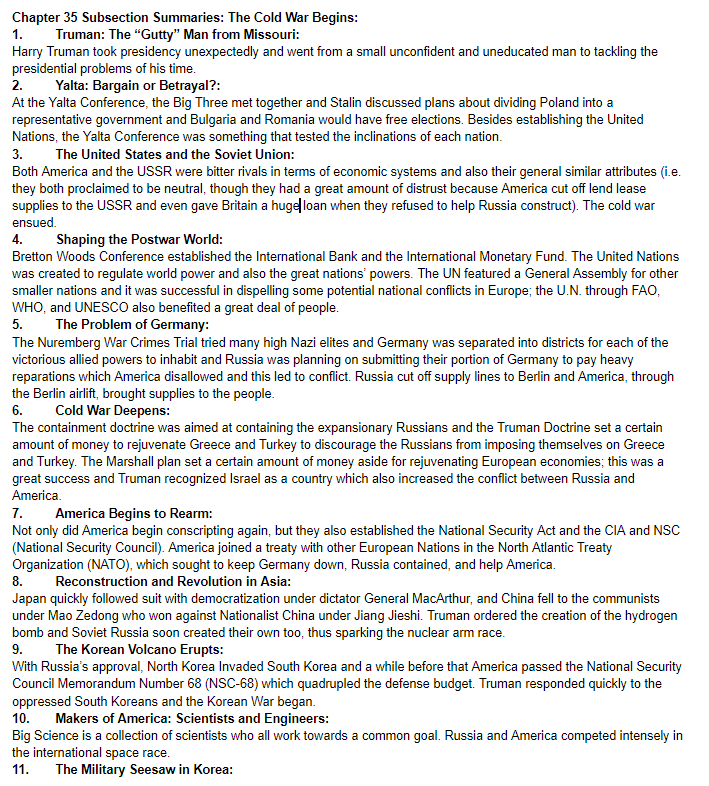 Chapter 35 Subsection Summaries: The Cold War Begins:
1. Truman: The “Gutty” Man from Missouri:
Harry Truman took presidency unexpectedly and went from a small unconfident and uneducated man to tackling the
presidential problems of his time.
2. Yalta: Bargain or Betrayal?:
At the Yalta Conference, the Big Three met together and Stalin discussed plans about dividing Poland into a
representative government and Bulgaria and Romania would have free elections. Besides establishing the United
Nations, the Yalta Conference was something that tested the inclinations of each nation.
3. The United States and the Soviet Union:
Both America and the USSR were bitter rivals in terms of economic systems and also their general similar attributes (i.e.
they both proclaimed to be neutral, though they had a great amount of distrust because America cut off lend lease
supplies to the USSR and even gave Britain a huge loan when they refused to help Russia construct). The cold war
ensued.
4. Shaping the Postwar World:
Bretton Woods Conference established the International Bank and the International Monetary Fund. The United Nations
was created to regulate world power and also the great nations’ powers. The UN featured a General Assembly for other
smaller nations and it was successful in dispelling some potential national conflicts in Europe; the U.N. through FAO,
WHO, and UNESCO also benefited a great deal of people.
5. The Problem of Germany:
The Nuremberg War Crimes Trial tried many high Nazi elites and Germany was separated into districts for each of the
victorious allied powers to inhabit and Russia was planning on submitting their portion of Germany to pay heavy
reparations which America disallowed and this led to conflict. Russia cut off supply lines to Berlin and America, through
the Berlin airlift, brought supplies to the people.
6. Cold War Deepens:
The containment doctrine was aimed at containing the expansionary Russians and the Truman Doctrine set a certain
amount of money to rejuvenate Greece and Turkey to discourage the Russians from imposing themselves on Greece
and Turkey. The Marshall plan set a certain amount of money aside for rejuvenating European economies; this was a
great success and Truman recognized Israel as a country which also increased the conflict between Russia and
America.
7. America Begins to Rearm:
Not only did America begin conscripting again, but they also established the National Security Act and the CIA and NSC
(National Security Council). America joined a treaty with other European Nations in the North Atlantic Treaty
Organization (NATO), which sought to keep Germany down, Russia contained, and help America.
8. Reconstruction and Revolution in Asia:
Japan quickly followed suit with democratization under dictator General MacArthur, and China fell to the communists
under Mao Zedong who won against Nationalist China under Jiang Jieshi. Truman ordered the creation of the hydrogen
bomb and Soviet Russia soon created their own too, thus sparking the nuclear arm race.
9. The Korean Volcano Erupts:
With Russia’s approval, North Korea Invaded South Korea and a while before that America passed the National Security
Council Memorandum Number 68 (NSC-68) which quadrupled the defense budget. Truman responded quickly to the
oppressed South Koreans and the Korean War began.
10. Makers of America: Scientists and Engineers:
Big Science is a collection of scientists who all work towards a common goal. Russia and America competed intensely in
the international space race.
11. The Military Seesaw in Korea: